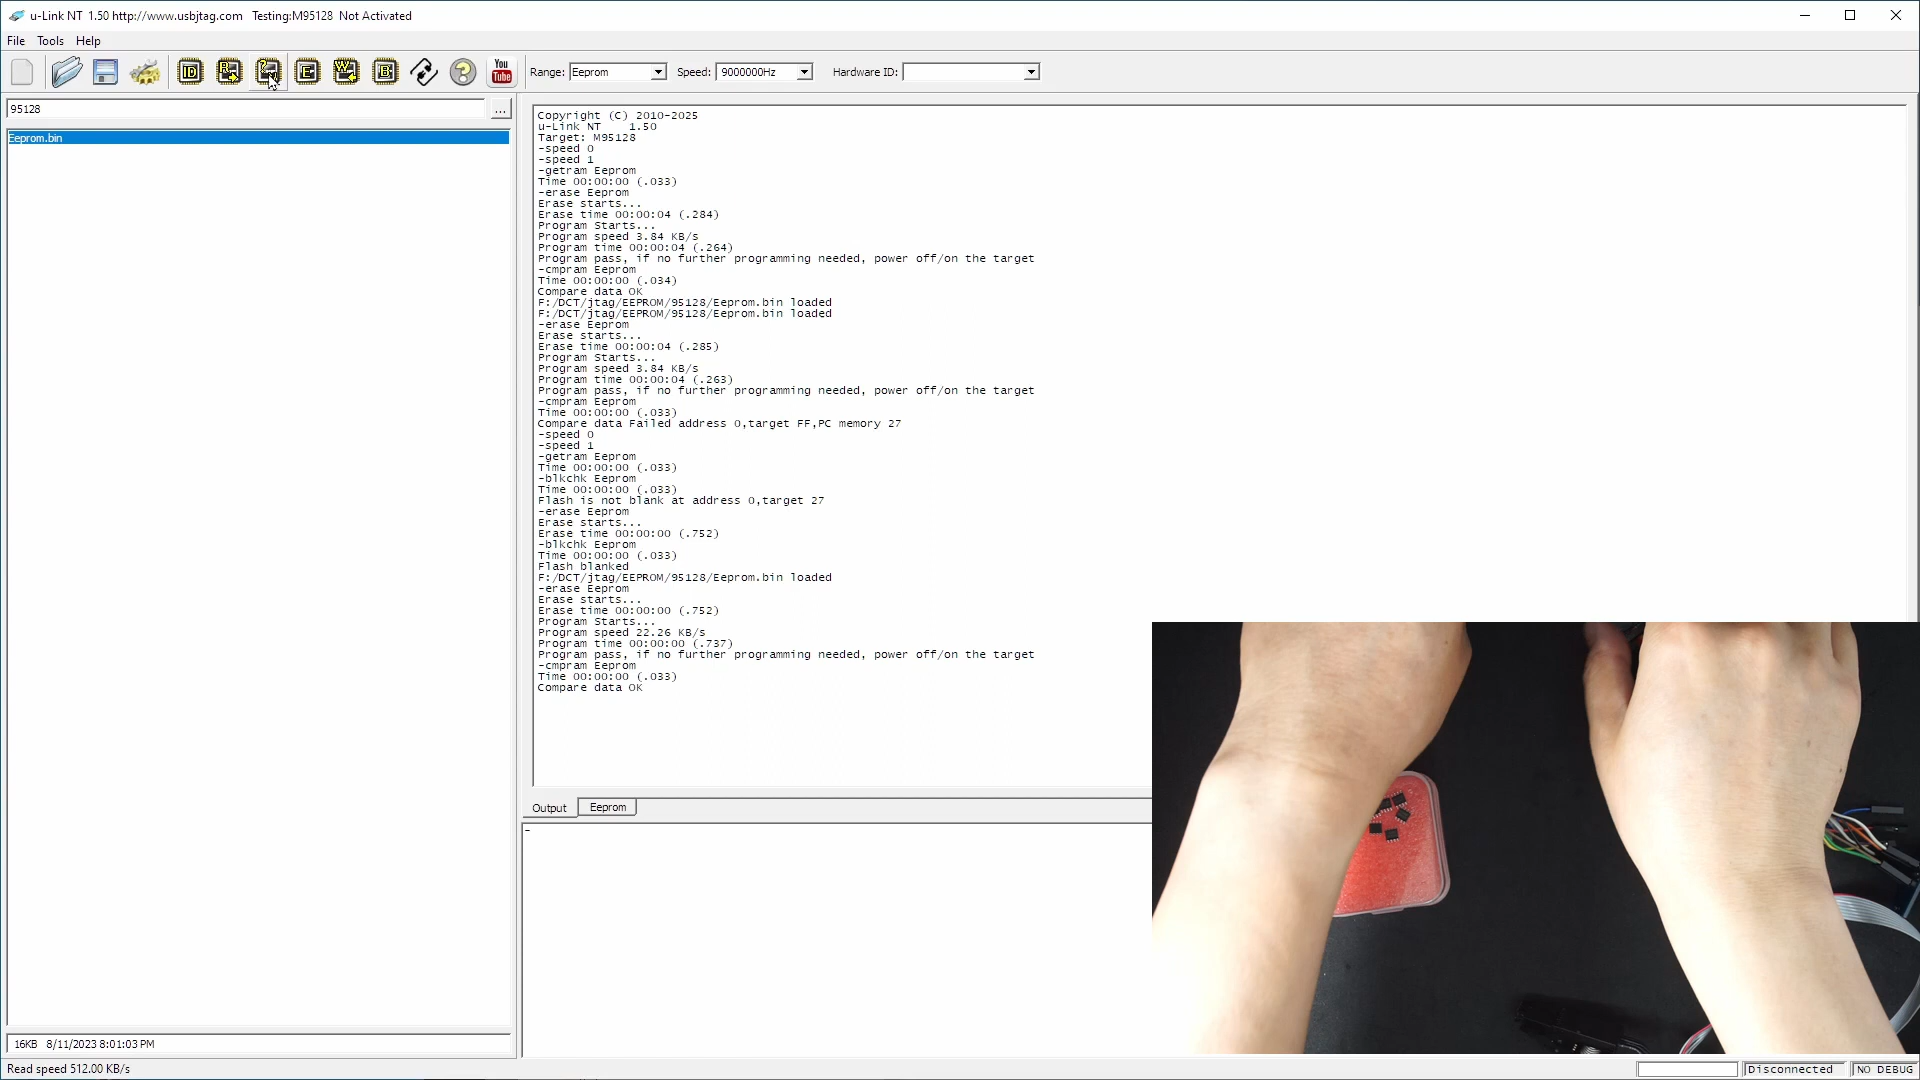 u-Link NT 1.50 http://www.usbjtag.com Testing:M95128 Not Activated
File Tools Help
ID R ? E W B ? You Tube Range: Eeprom Speed: 9000000Hz Hardware ID:
95128 ...
Eeprom.bin
Copyright (C) 2010-2025
u-Link NT 1.50
Target: M95128
-speed 0
-speed 1
-getram Eeprom
Time 00:00:00 (.033)
-erase Eeprom
Erase starts...
Erase time 00:00:04 (.284)
Program Starts...
Program speed 3.84 KB/s
Program time 00:00:04 (.264)
Program pass, if no further programming needed, power off/on the target
-cmpram Eeprom
Time 00:00:00 (.034)
Compare data OK
F:/DCT/jtag/EEPROM/95128/Eeprom.bin loaded
F:/DCT/jtag/EEPROM/95128/Eeprom.bin loaded
-erase Eeprom
Erase starts...
Erase time 00:00:04 (.285)
Program Starts...
Program speed 3.84 KB/s
Program time 00:00:04 (.263)
Program pass, if no further programming needed, power off/on the target
-cmpram Eeprom
Time 00:00:00 (.033)
Compare data Failed address 0,target FF,PC memory 27
-speed 0
-speed 1
-getram Eeprom
Time 00:00:00 (.033)
-blkchk Eeprom
Time 00:00:00 (.033)
Flash is not blank at address 0,target 27
-erase Eeprom
Erase starts...
Erase time 00:00:00 (.752)
-blkchk Eeprom
Time 00:00:00 (.033)
Flash blanked
F:/DCT/jtag/EEPROM/95128/Eeprom.bin loaded
-erase Eeprom
Erase starts...
Erase time 00:00:00 (.752)
Program Starts...
Program speed 22.26 KB/s
Program time 00:00:00 (.737)
Program pass, if no further programming needed, power off/on the target
-cmpram Eeprom
Time 00:00:00 (.033)
Compare data OK
Output Eeprom
-
16KB 8/11/2023 8:01:03 PM
Read speed 512.00 KB/s Disconnected NO DEBUG